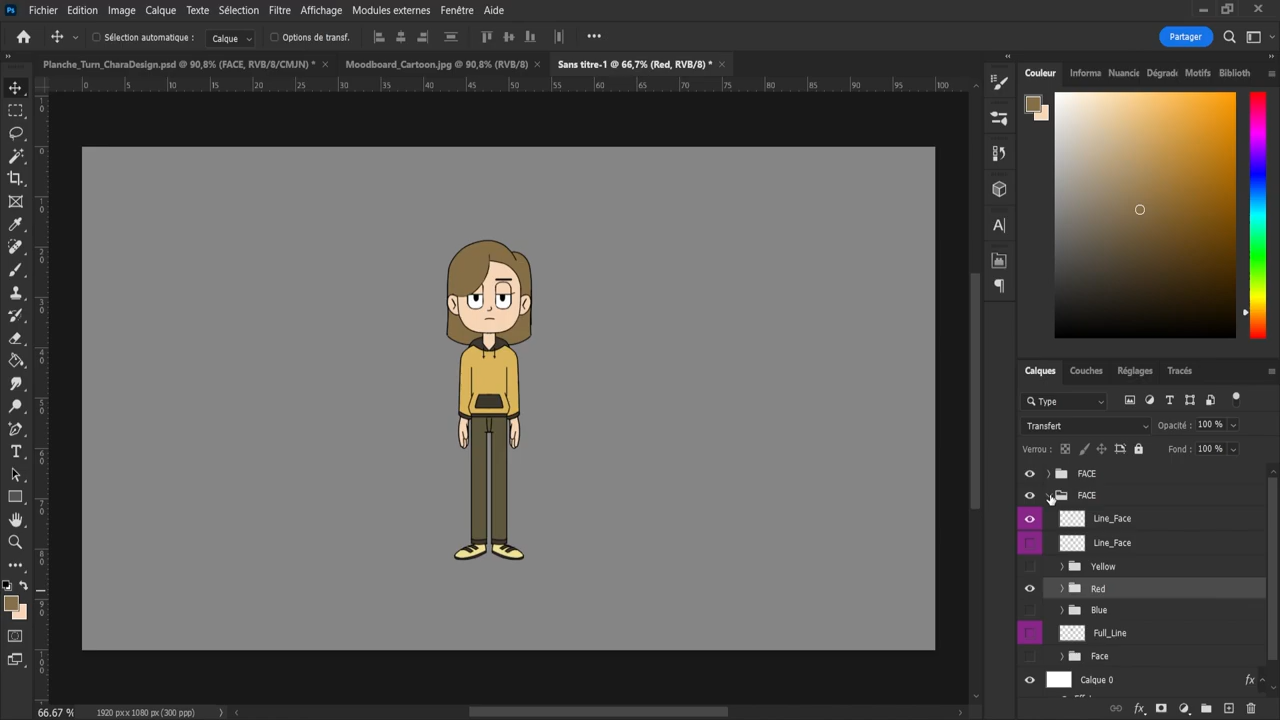 Ps Fichier Edition Image Calque Texte Sélection Filtre Affichage Modules externes Fenêtre Aide
Sélection automatique : Calque Options de transf. ••• Partager
Planche_Turn_CharaDesign.psd @ 90,8% (FACE, RVB/8/CMJN) * × Moodboard_Cartoon.jpg @ 90,8% (RVB/8) × Sans titre-1 @ 66,7% (Red, RVB/8) * ×
Couleur Informa Nuancie Dégrade Motifs Biblioth
0 5 10 15 20 25 30 35 40 45 50 55 60 65 70 75 80 85 90 95 100
Calques Couches Réglages Tracés
Type
Transfert Opacité : 100 %
Verrou : Fond : 100 %
FACE
FACE
Line_Face
Line_Face
Yellow
Red
Blue
Full_Line
Face
Calque 0 fx
66.67 % 1920 px x 1080 px (300 ppp)